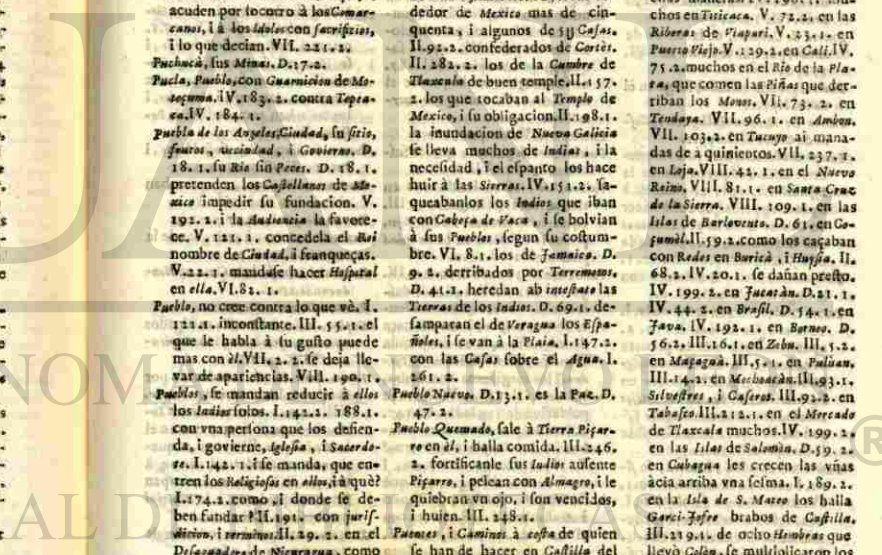 acuden por socorro à los Comar-
canos, i à los Idolos con sacrificios,
i lo que decian. VII. 221. 2.
Puchucà, sus Minas. D. 17. 2.
Pucla, Pueblo, con Guarnicion de Mo-
teçuma. IV. 183. 2. contra Tepea-
ca. IV. 184. 1.
Puebla de los Angeles, Ciudad, su sitio,
frutos, vecindad, i Govierno. D.
18. 1. su Rio sin Peces. D. 18. 1.
pretenden los Castellanos de Me-
xico impedir su fundacion. V.
192. 2. i la Audiencia la favore-
ce. V. 121. 1. concedela el Rei
nombre de Ciudad, i franqueças.
V. 22. 1. mandase hacer Hospital
en ella. VI. 82. 1.
Pueblo, no cree contra lo que vè. I.
121. 1. inconstante. III. 55. 1. el
que le habla à su gusto puede
mas con èl. VII. 2. 2. se deja lle-
var de apariencias. VIII. 190. 1.
Pueblos, se mandan reducir à ellos
los Indios solos. I. 142. 2. 188. 1.
con vna persona que los defien-
da, i govierne, Iglesia, i Sacerdo-
te. I. 142. 1. i se manda, que en-
tren los Religiosos en ellos, i à què?
I. 174. 2. como, i donde se de-
ben fundar? II. 191. con juris-
dicion, i terminos. II. 29. 2. en el
Desaguadero de Nicaragua, como
dedor de Mexico mas de cin-
quenta, i algunos de 5U Casas.
II. 92. 2. confederados de Cortès.
II. 282. 2. los de la Cumbre de
Tlaxcala de buen temple. II. 157.
2. los que tocaban al Templo de
Mexico, i su obligacion. II. 198. 1.
la inundacion de Nueva Galicia
se lleva muchos de Indios, i la
necesidad, i el espanto los hace
huir à las Sierras. IV. 151. 2. sa-
queabanlos los Indios que iban
con Cabeça de Vaca, i se bolvian
à sus Pueblos, segun su costum-
bre. VI. 8. 1. los de Jamaica. D.
9. 2. derribados por Terremotos.
D. 41. 2. heredan ab intestato las
Tierras de los Indios. D. 69. 1. de-
samparan el de Veragua los Espa-
ñoles, i se van à la Plaia. I. 147. 2.
con las Casas sobre el Agua. I.
261. 2.
Pueblo Nuevo. D. 13. 1. es la Paz. D.
47. 2.
Pueblo Quemado, sale à Tierra Piçar-
ro en èl, i halla comida. III. 246.
2. fortificanle sus Indios ausente
Piçarro, i pelean con Almagro, i le
quiebran vn ojo, i son vencidos,
i huien. III. 248. 1.
Puentes, i Caminos à costa de quien
se han de hacer en Castilla del
chos en Titicaca. V. 72. 2. en las
Riberas de Viapari. V. 23. 1. en
Puerto Viejo. V. 129. 2. en Cali. IV.
75. 2. muchos en el Rio de la Pla-
ta, que comen las Piñas que der-
riban los Monos. VII. 73. 2. en
Tendaya. VII. 96. 1. en Ambon.
VII. 103. 2. en Tucuyo ai mana-
das de a quinientos. VII. 237. 1.
en Loja. VIII. 42. 1. en el Nuevo
Reino, VIII. 81. 1. en Santa Cruz
de la Sierra. VIII. 109. 1. en las
Islas de Barlovento. D. 61. en Co-
zumèl. II. 59. 2. como los caçaban
con Redes en Buricà, i Huysia. II.
68. 2. IV. 20. 1. se dañan presto.
IV. 199. 2. en Jucatàn. D. 21. 1.
IV. 44. 2. en Brasil. D. 54. 1. en
Java. IV. 192. 1. en Borneo. D.
56. 2. III. 16. 1. en Zebu. III. 5. 2.
en Maçaguà. III. 5. 1. en Puluan.
III. 14. 2. en Mechoacàn. III. 93. 1.
Silvestres, i Caseros. III. 92. 2. en
Tabasco. III. 212. 1. en el Mercado
de Tlaxcala muchos. IV. 199. 2.
en las Islas de Salomòn. D. 59. 2.
en Cubagua les crecen las vñas
àcia arriba vna sesma. I. 189. 2.
en la Isla de S. Mateo los halla
Garci-Jofre brabos de Castilla.
III. 219. 1. de ocho Hembras que
llevò Colon, se multiplicaron los